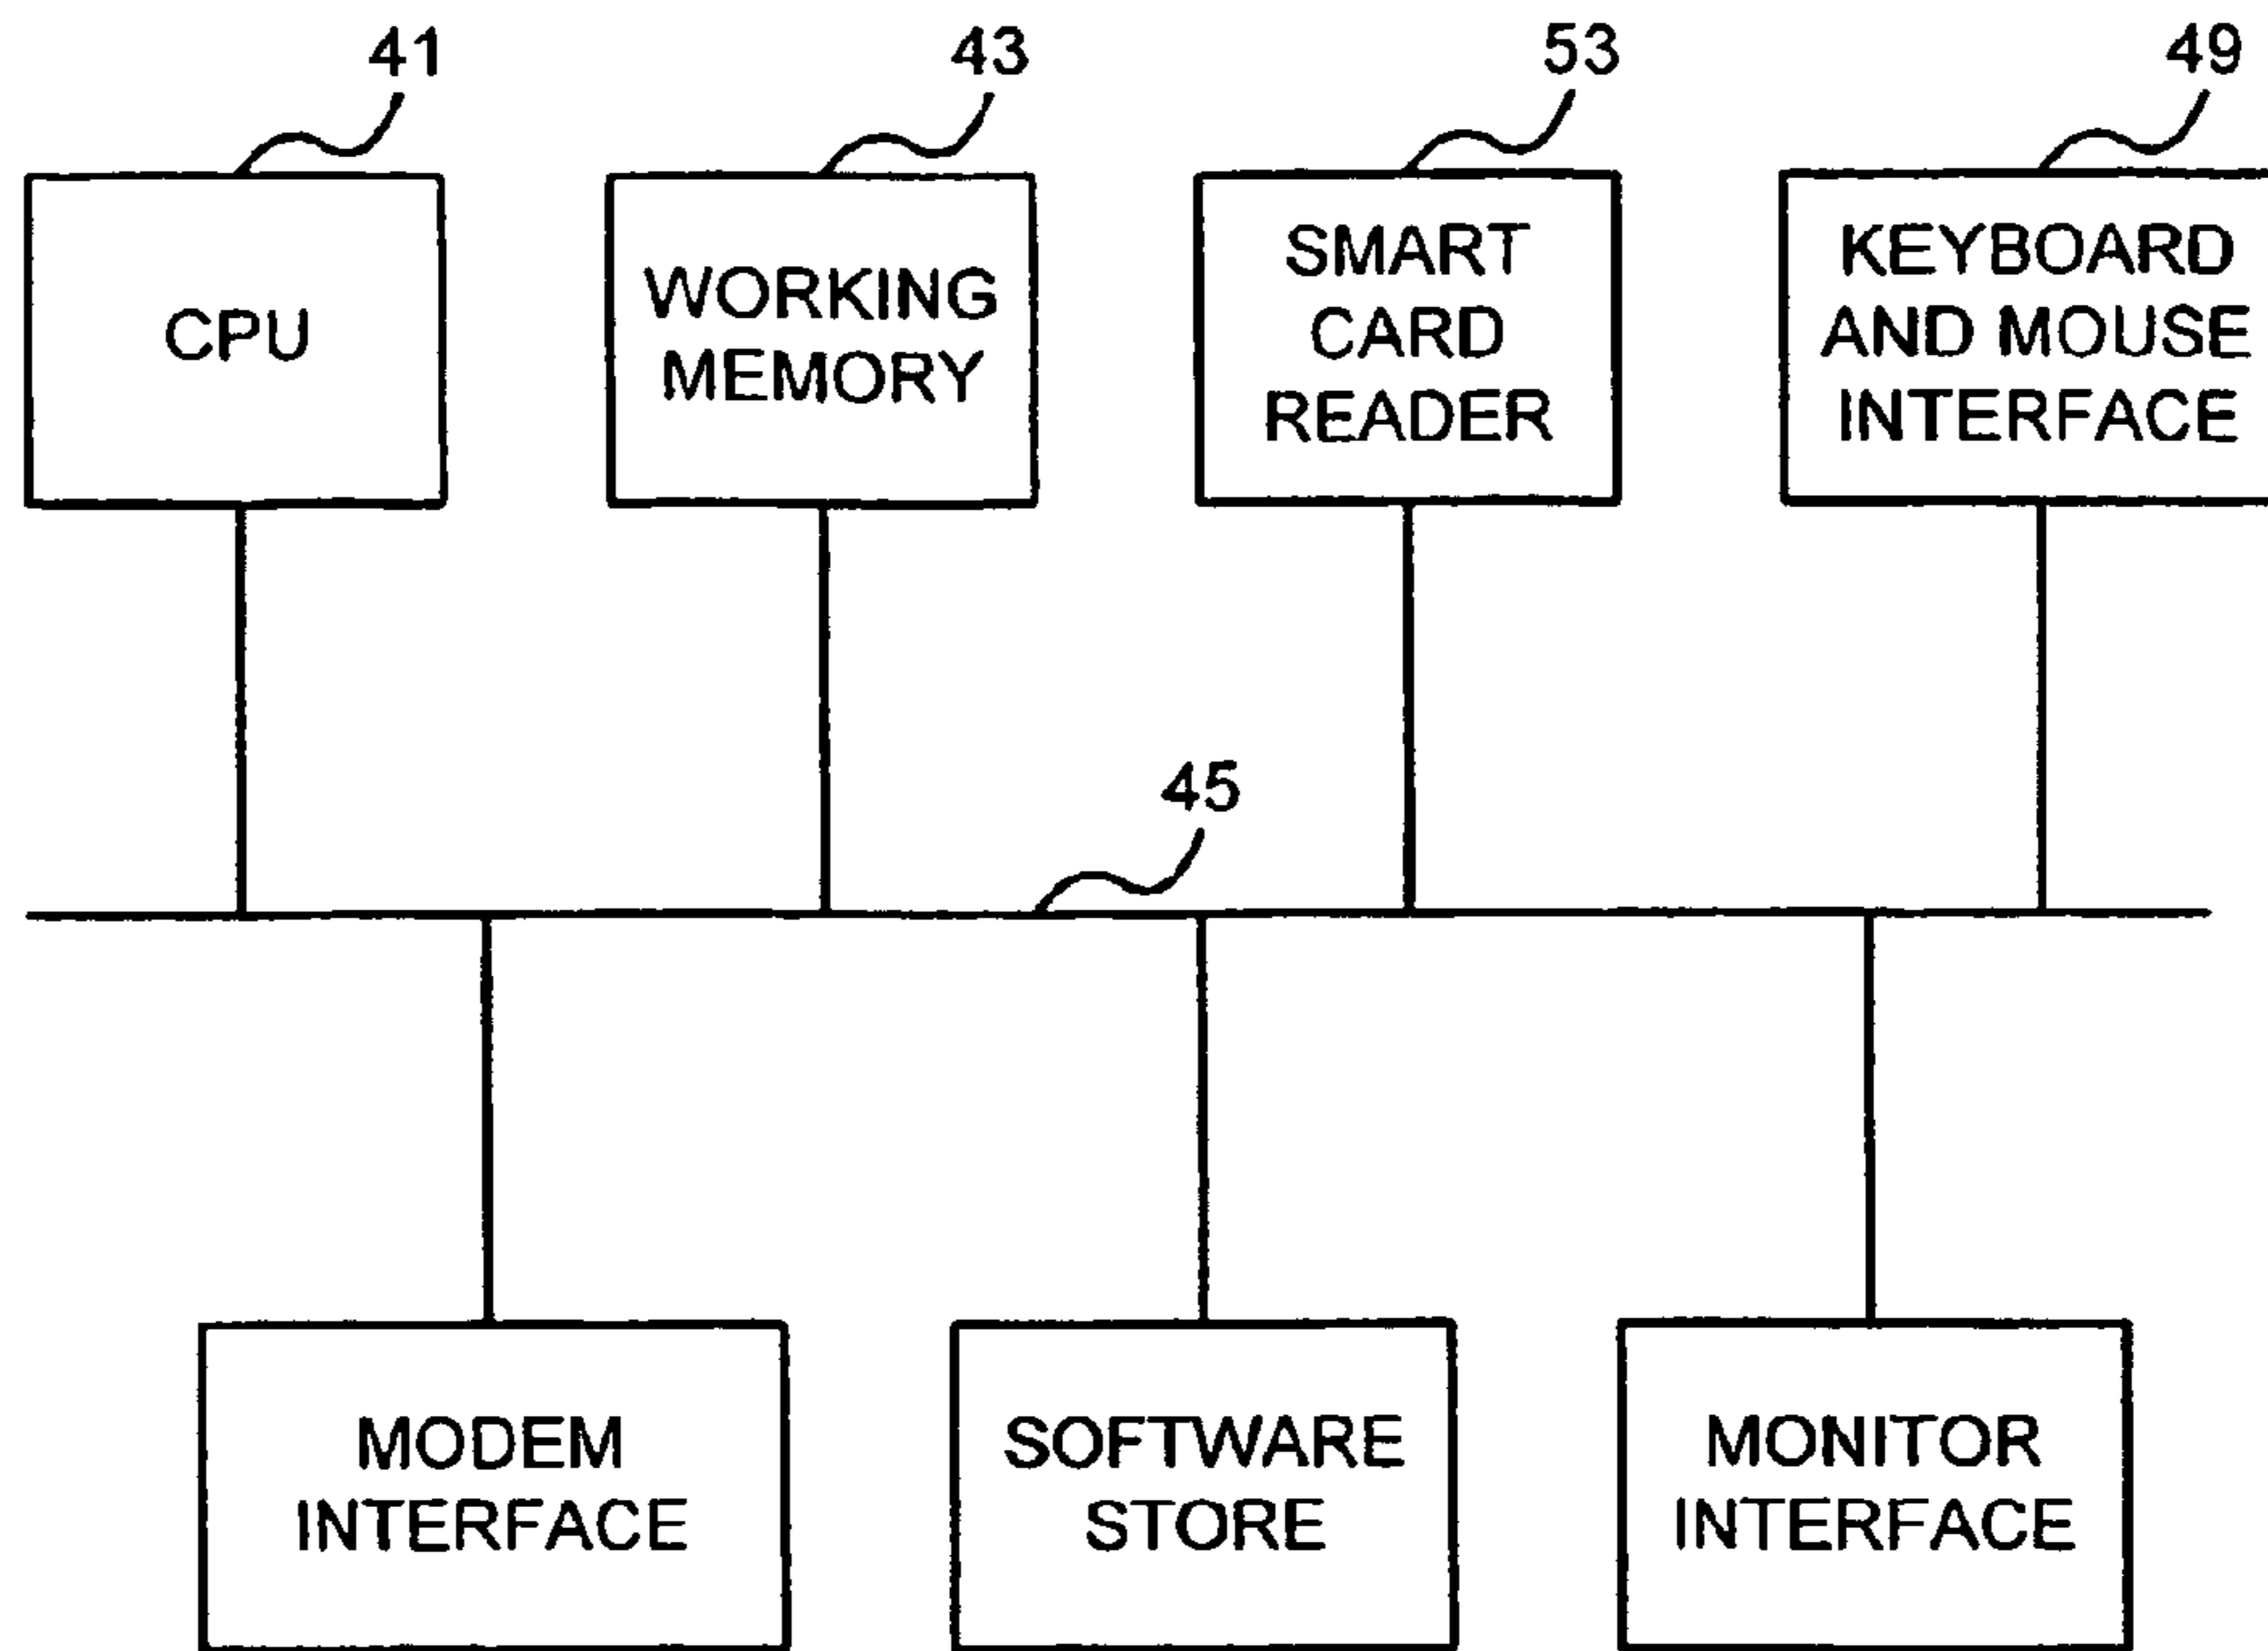 41
43
53
49
CPU
WORKING
MEMORY
SMART
CARD
READER
KEYBOARD
AND MOUSE
INTERFACE
45
MODEM
INTERFACE
SOFTWARE
STORE
MONITOR
INTERFACE